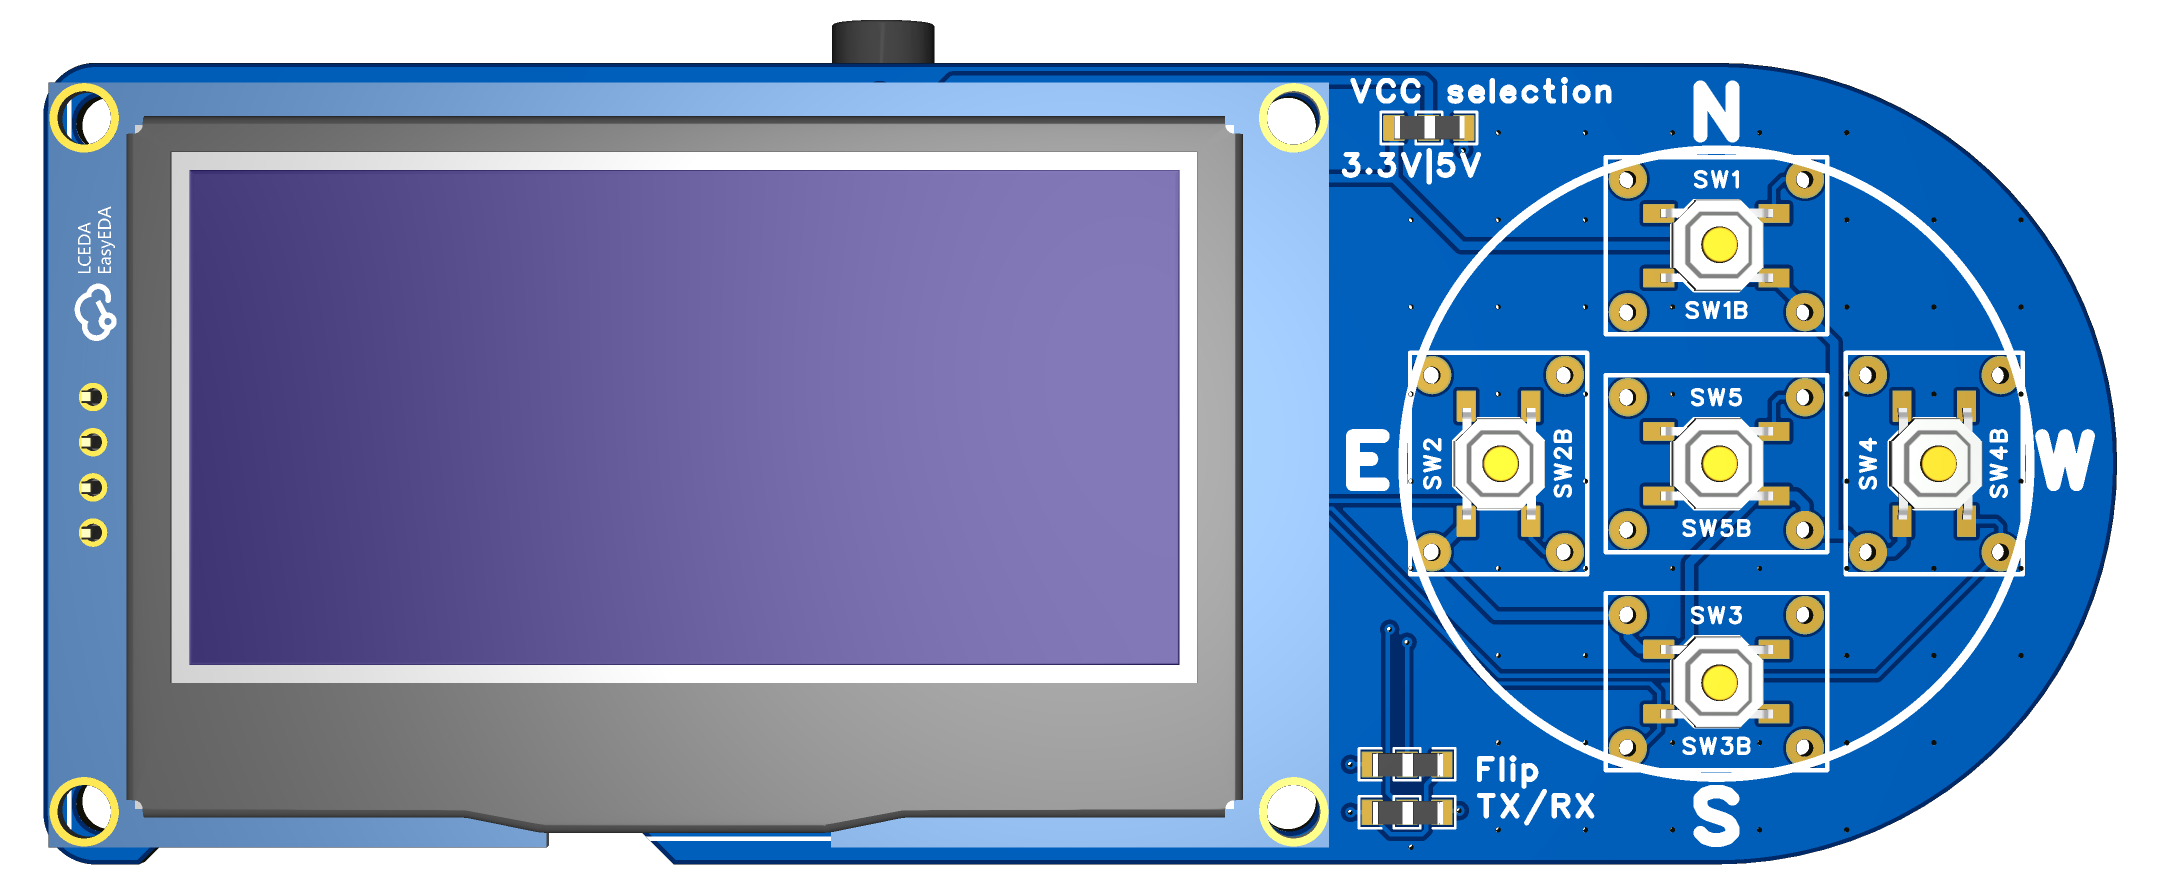 LCEDA
EasyEDA
VCC selection
3.3V|5V
N
SW1
SW1B
E
SW2
SW2B
SW5
SW5B
SW4
SW4B
W
SW3
SW3B
S
Flip
TX/RX